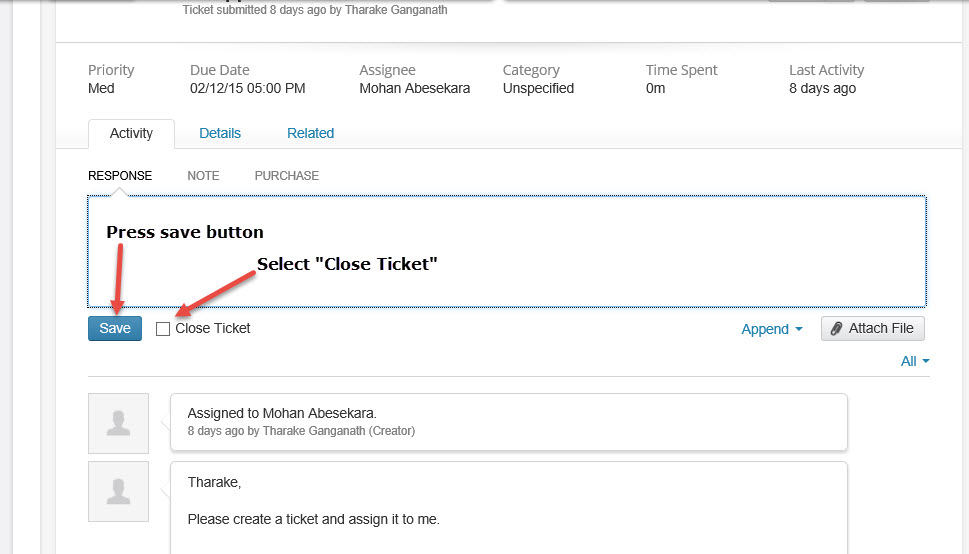 Ticket submitted 8 days ago by Tharake Ganganath
Priority Due Date Assignee Category Time Spent Last Activity
Med 02/12/15 05:00 PM Mohan Abesekara Unspecified 0m 8 days ago
Activity Details Related
RESPONSE NOTE PURCHASE
Press save button
Select "Close Ticket"
Save Close Ticket Append Attach File
All
Assigned to Mohan Abesekara.
8 days ago by Tharake Ganganath (Creator)
Tharake,
Please create a ticket and assign it to me.